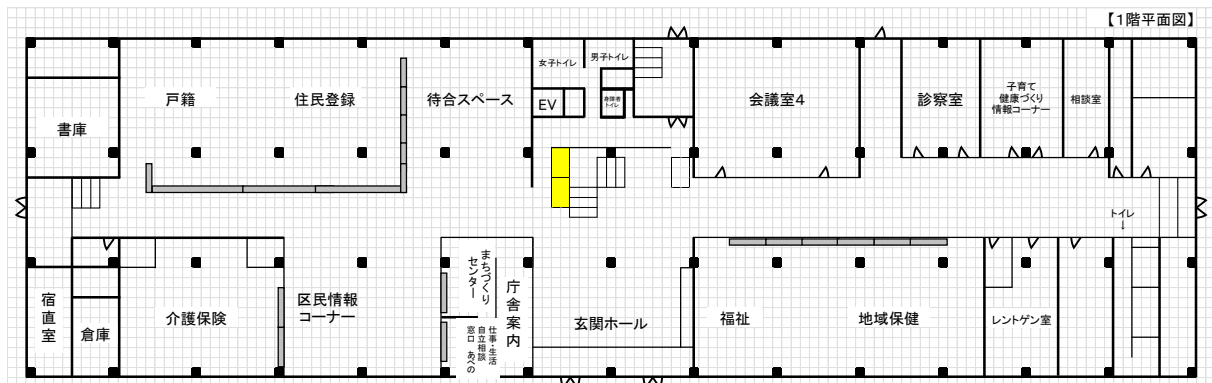 【1階平面図】
女子トイレ
男子トイレ
戸籍
住民登録
待合スペース
EV
身障者
トイレ
会議室4
診察室
子育て
健康づくり
情報コーナー
相談室
書庫
トイレ
↓
宿直室
倉庫
介護保険
区民情報
コーナー
まちづくり
センター
仕事・生活
自立相談
窓口 あべの
庁舎案内
玄関ホール
福祉
地域保健
レントゲン室